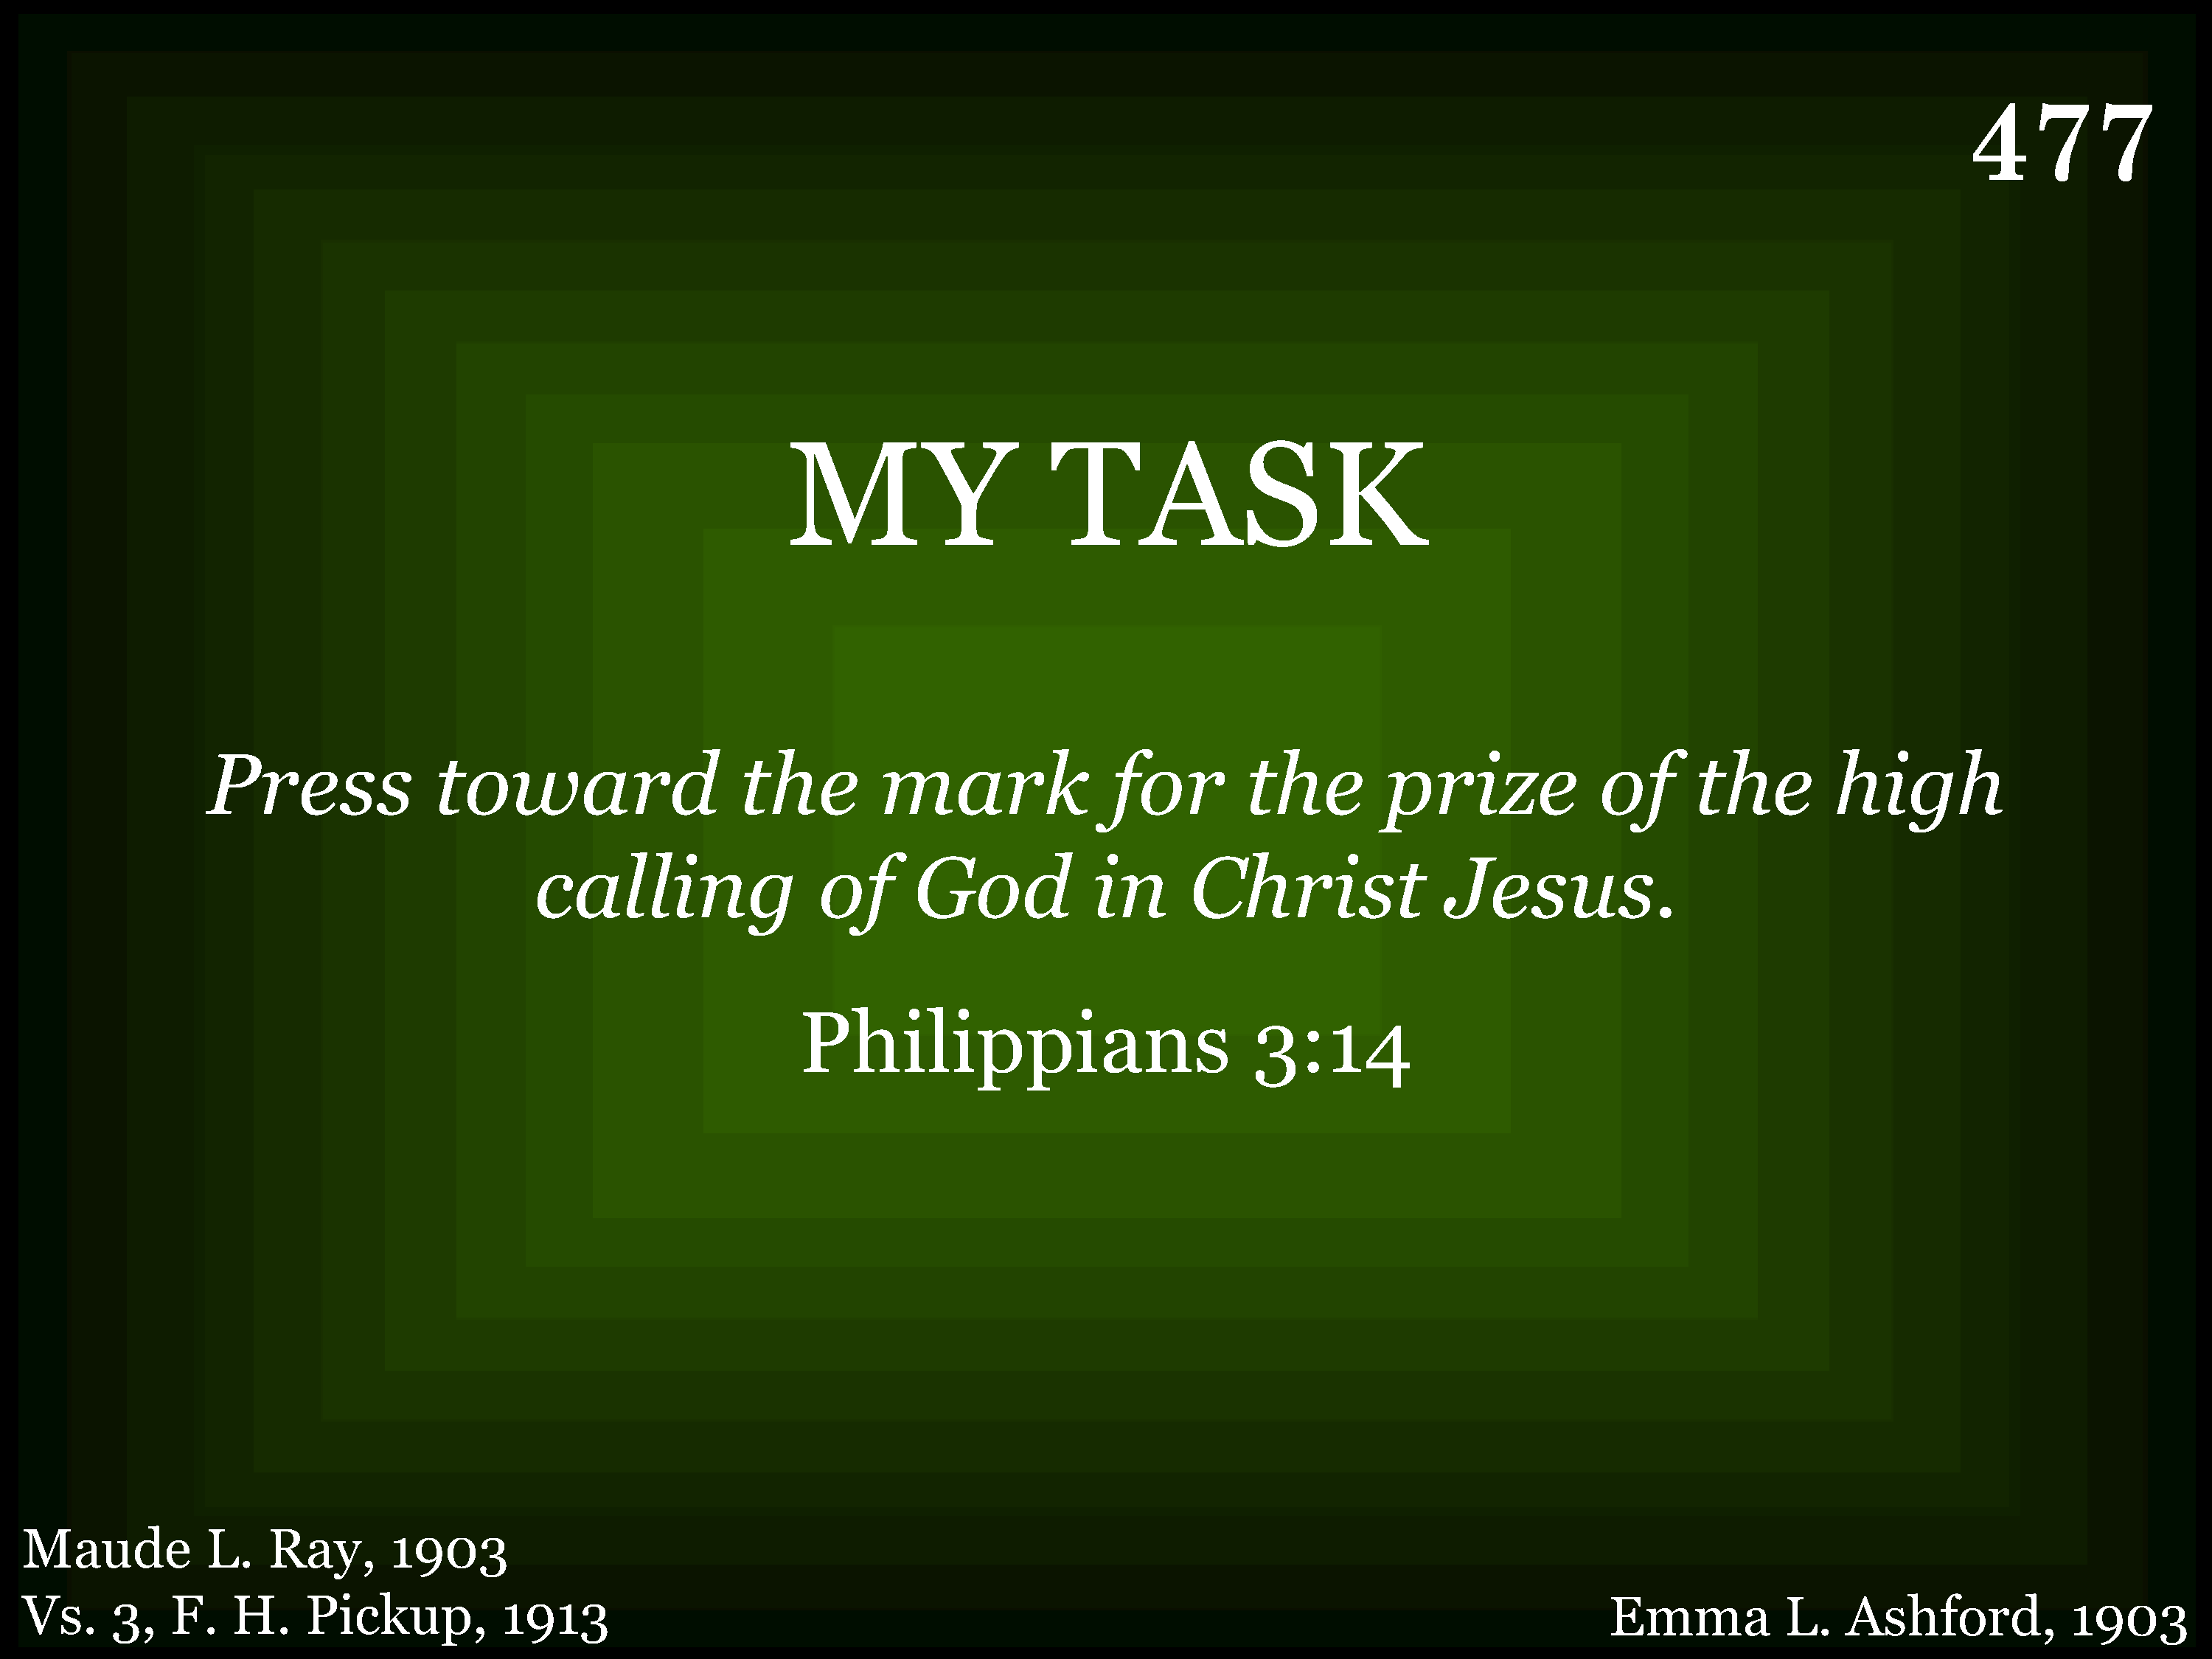 477
MY TASK
Press toward the mark for the prize of the high
calling of God in Christ Jesus.
Philippians 3:14
Maude L. Ray, 1903
Vs. 3, F. H. Pickup, 1913
Emma L. Ashford, 1903